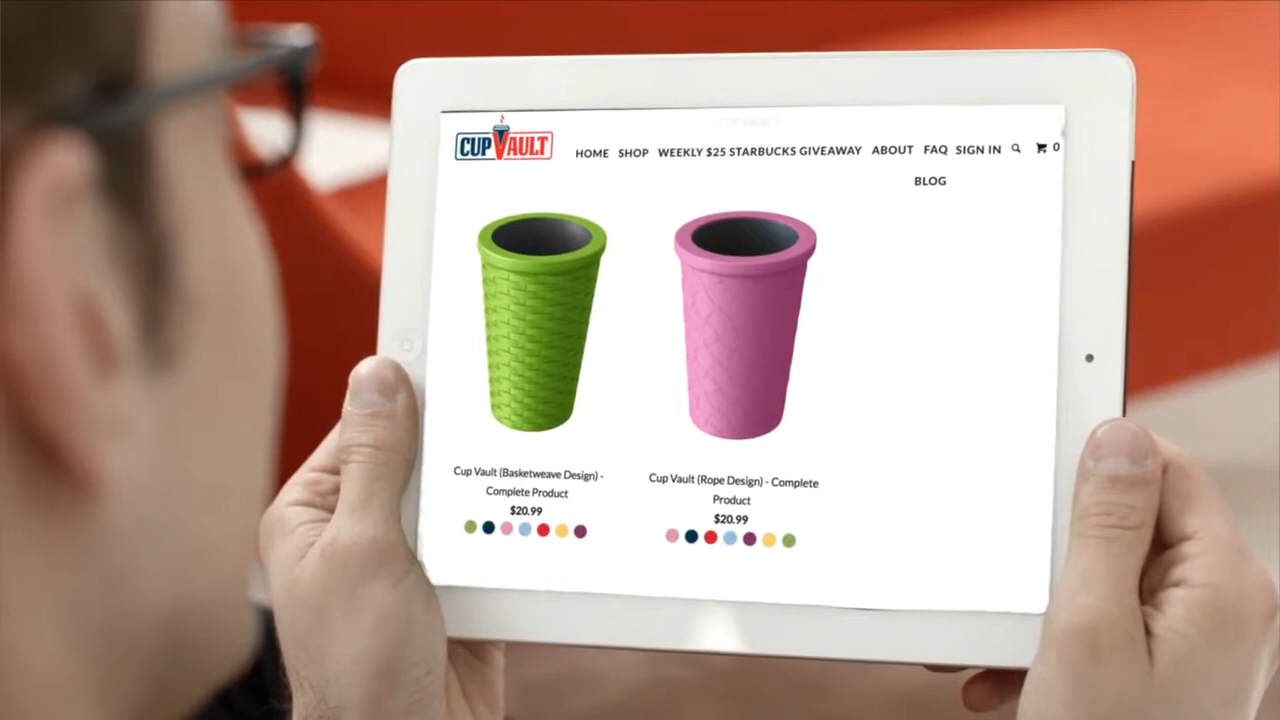 CUP VAULT
HOME SHOP WEEKLY $25 STARBUCKS GIVEAWAY ABOUT FAQ SIGN IN 0
BLOG
Cup Vault (Basketweave Design) -
Complete Product
$20.99
Cup Vault (Rope Design) - Complete
Product
$20.99